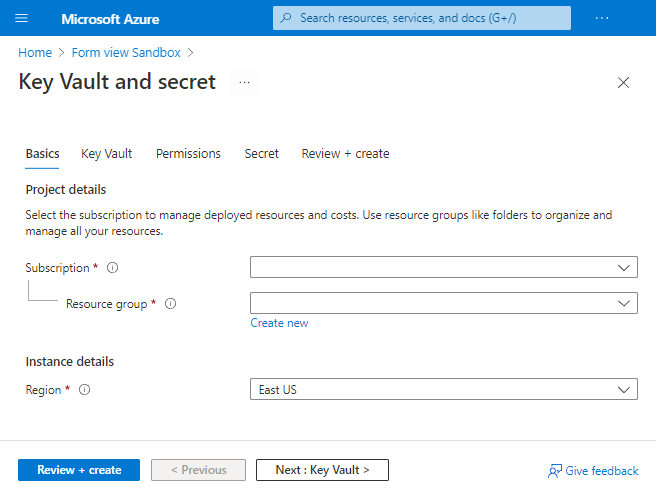 Microsoft Azure
Search resources, services, and docs (G+/)
...
Home > Form view Sandbox >
Key Vault and secret ...
Basics Key Vault Permissions Secret Review + create
Project details
Select the subscription to manage deployed resources and costs. Use resource groups like folders to organize and
manage all your resources.
Subscription *
Resource group *
Create new
Instance details
Region * East US
Review + create < Previous Next : Key Vault > Give feedback